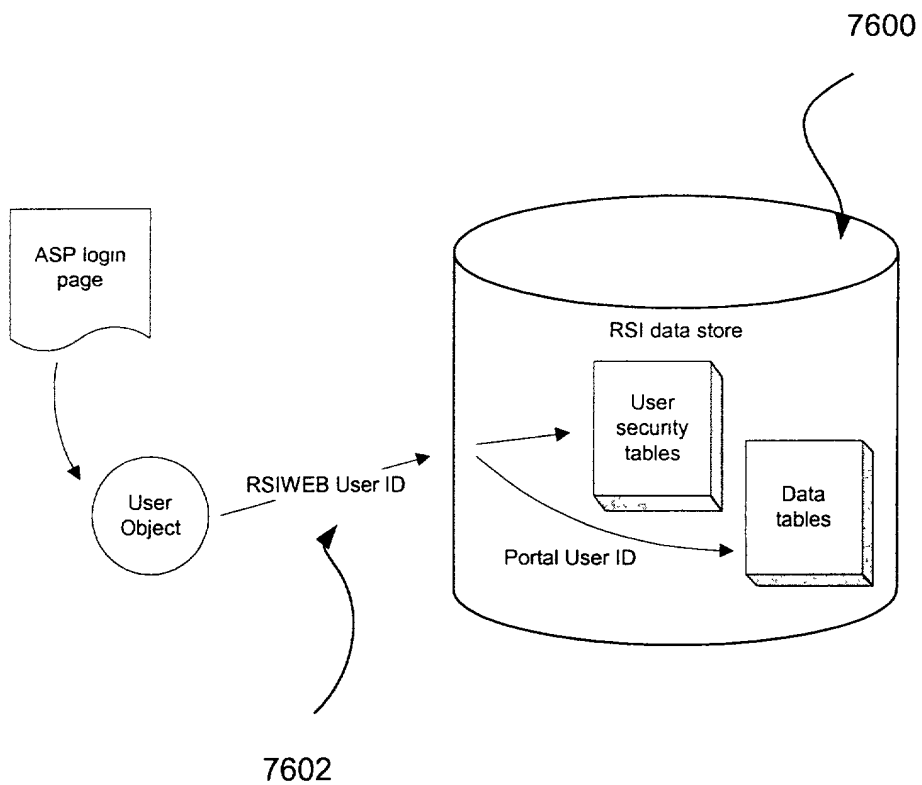 7600
ASP login
page
RSI data store
User
security
tables
RSIWEB User ID
User
Object
Data
tables
Portal User ID
7602